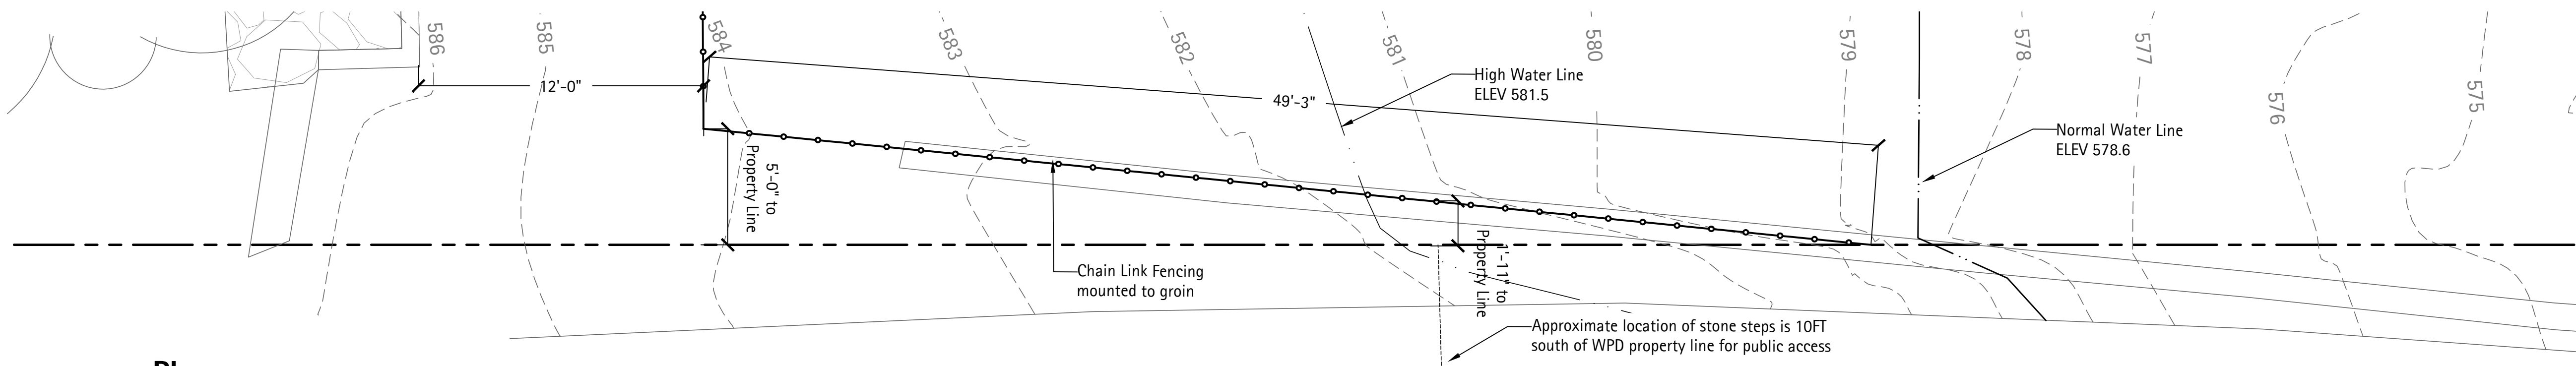 586
585
584
583
582
581
580
579
578
577
576
575
12'-0"
49'-3"
High Water Line
ELEV 581.5
Normal Water Line
ELEV 578.6
5'-0" to
Property Line
1'-11" to
Property Line
Chain Link Fencing
mounted to groin
Approximate location of stone steps is 10FT
south of WPD property line for public access